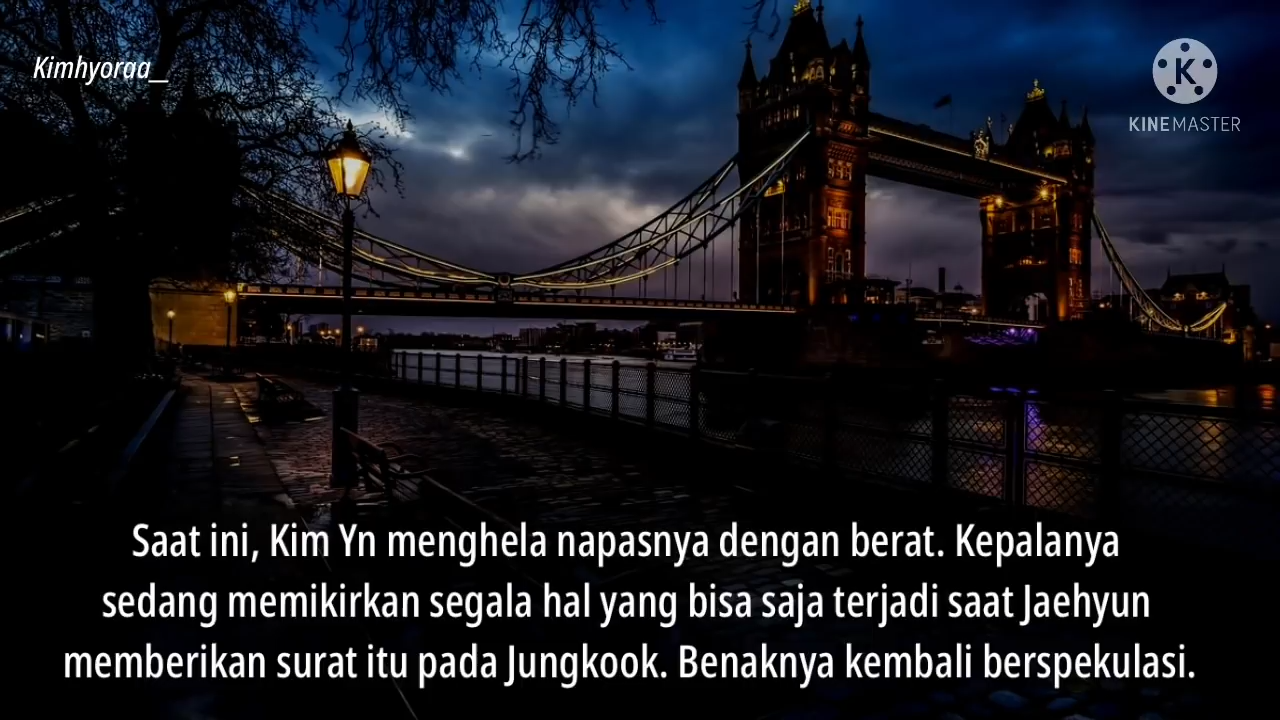 Kimhyoraa_
K
KINEMASTER
Saat ini, Kim Yn menghela napasnya dengan berat. Kepalanya
sedang memikirkan segala hal yang bisa saja terjadi saat Jaehyun
memberikan surat itu pada Jungkook. Benaknya kembali berspekulasi.